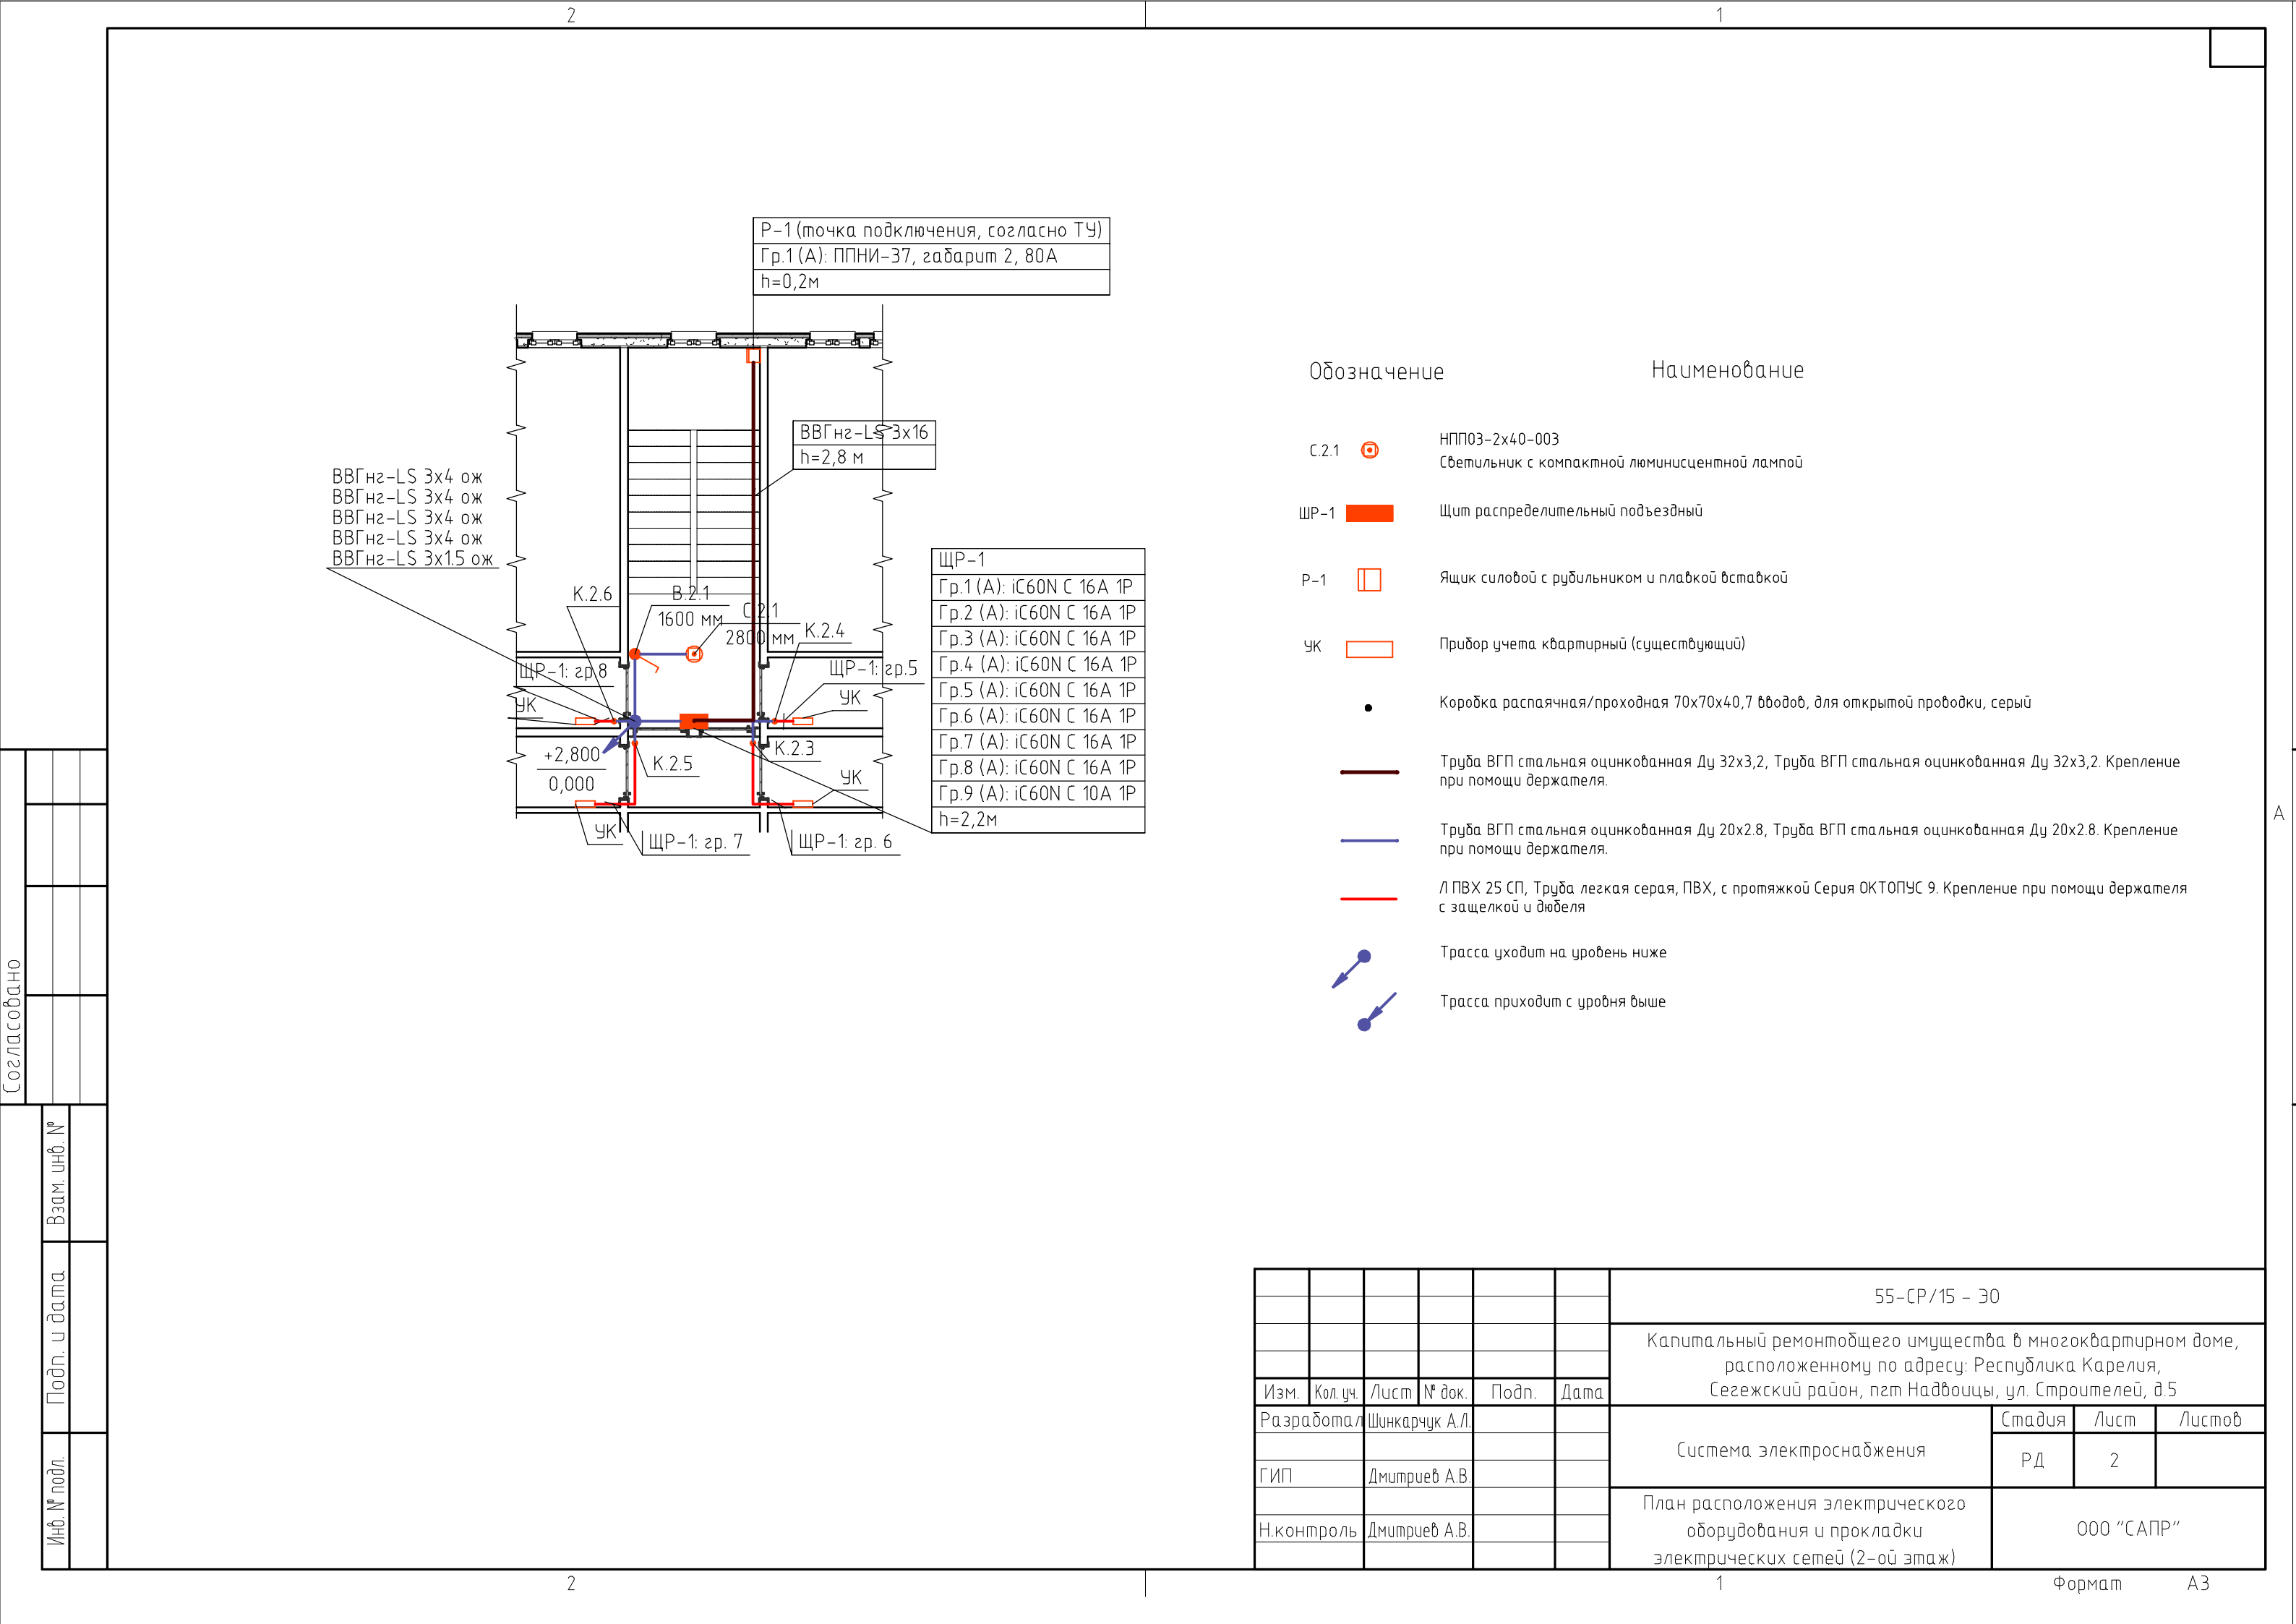 2
1
Р-1 (точка подключения, согласно ТУ)
Гр.1 (А): ППНИ-37, габарит 2, 80А
h=0,2м
ВВГнг-LS 3х16
h=2,8 м
ВВГнг-LS 3х4 ож
ВВГнг-LS 3х4 ож
ВВГнг-LS 3х4 ож
ВВГнг-LS 3х4 ож
ВВГнг-LS 3х1.5 ож
К.2.6
В.2.1
1600 мм
С.2.1
2800 мм
К.2.4
ЩР-1: гр.8
ЩР-1: гр.5
УК
УК
+2,800
0,000
К.2.5
К.2.3
УК
УК
ЩР-1: гр. 7
ЩР-1: гр. 6
ЩР-1
Гр.1 (А): iC60N C 16A 1P
Гр.2 (А): iC60N C 16A 1P
Гр.3 (А): iC60N C 16A 1P
Гр.4 (А): iC60N C 16A 1P
Гр.5 (А): iC60N C 16A 1P
Гр.6 (А): iC60N C 16A 1P
Гр.7 (А): iC60N C 16A 1P
Гр.8 (А): iC60N C 16A 1P
Гр.9 (А): iC60N C 10A 1P
h=2,2м
Обозначение
Наименование
С.2.1
НПП03-2х40-003
Светильник с компактной люминисцентной лампой
ШР-1
Щит распределительный подъездный
Р-1
Ящик силовой с рубильником и плавкой вставкой
УК
Прибор учета квартирный (существующий)
Коробка распаячная/проходная 70х70х40,7 вводов, для открытой проводки, серый
Труба ВГП стальная оцинкованная Ду 32х3,2, Труба ВГП стальная оцинкованная Ду 32х3,2. Крепление
при помощи держателя.
Труба ВГП стальная оцинкованная Ду 20х2.8, Труба ВГП стальная оцинкованная Ду 20х2.8. Крепление
при помощи держателя.
Л ПВХ 25 СП, Труба легкая серая, ПВХ, с протяжкой Серия ОКТОПУС 9. Крепление при помощи держателя
с защелкой и дюбеля
Трасса уходит на уровень ниже
Трасса приходит с уровня выше
А
Согласовано
Взам. инв. №
Подп. и дата
Инв. № подл.
55-СР/15 - ЭО
Капитальный ремонтобщего имущества в многоквартирном доме,
расположенному по адресу: Республика Карелия,
Сегежский район, пгт Надвоицы, ул. Строителей, д.5
Изм.
Кол. уч.
Лист
№ док.
Подп.
Дата
Разработал
Шинкарчук А.Л.
ГИП
Дмитриев А.В.
Н.контроль
Дмитриев А.В.
Система электроснабжения
Стадия
Лист
Листов
РД
2
План расположения электрического
оборудования и прокладки
электрических сетей (2-ой этаж)
ООО "САПР"
2
1
Формат
А3